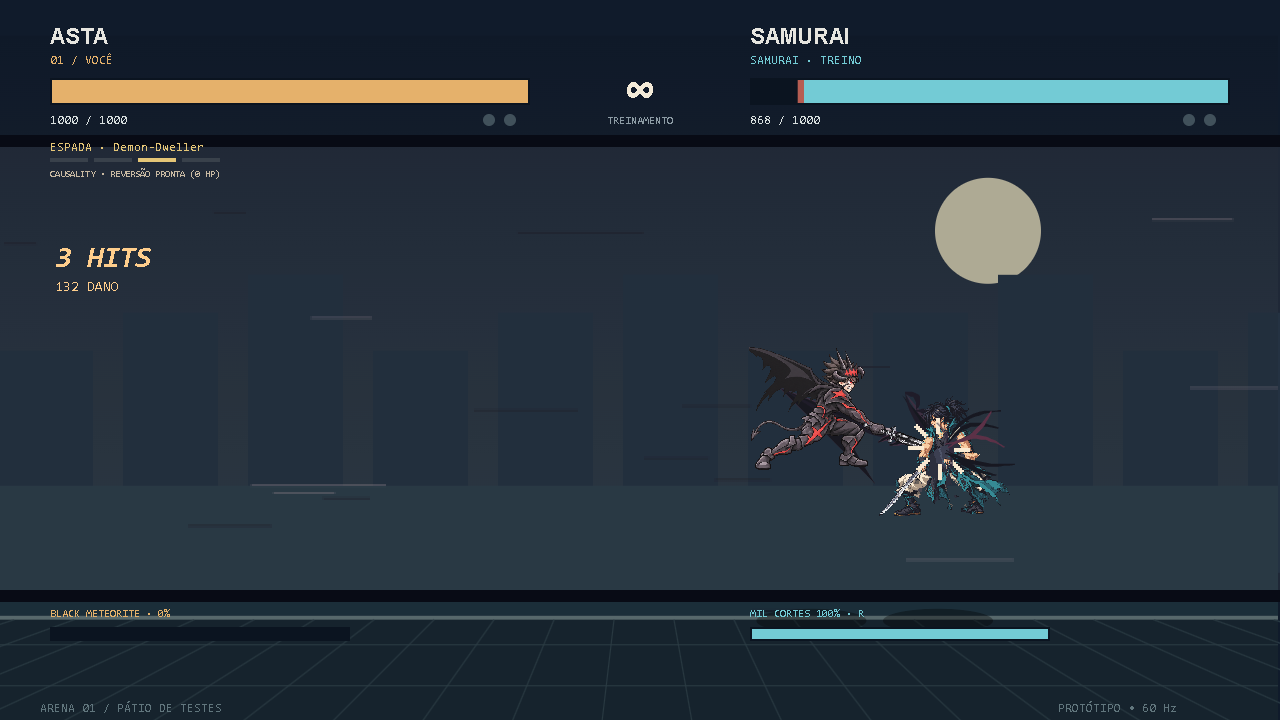 ASTA
01 / VOCÊ
1000 / 1000
∞
TREINAMENTO
SAMURAI
SAMURAI · TREINO
868 / 1000
ESPADA · Demon-Dweller
CAUSALITY · REVERSÃO PRONTA (0 HP)
3 HITS
132 DANO
BLACK METEORITE · 0%
MIL CORTES 100% · R
ARENA 01 / PÁTIO DE TESTES
PROTÓTIPO • 60 Hz